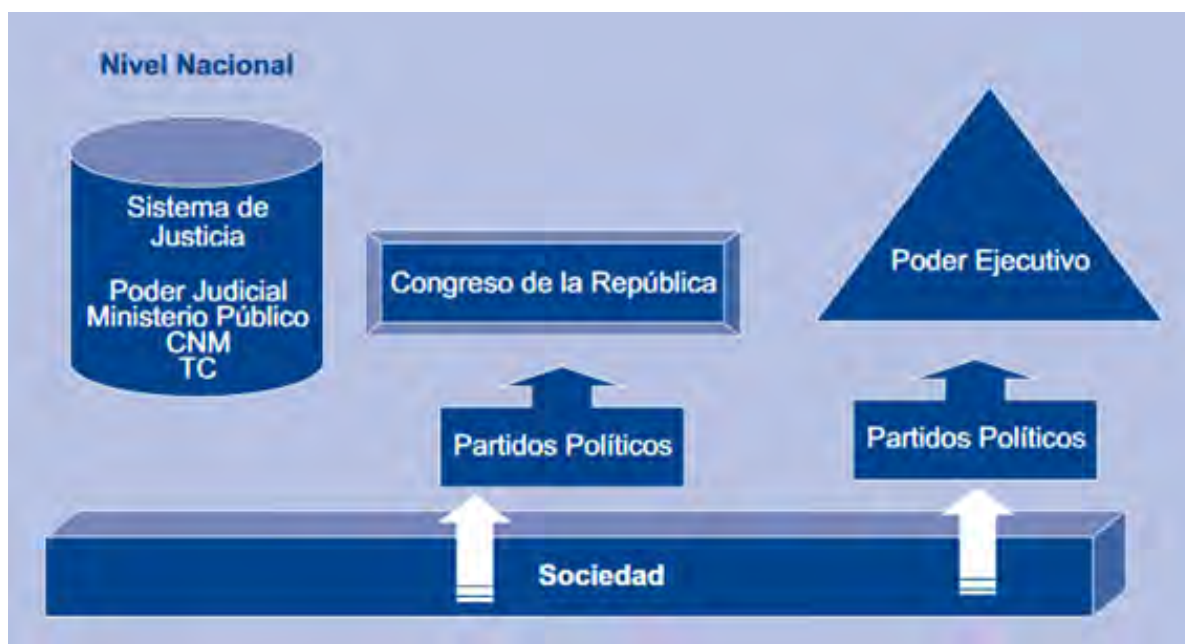 Nivel Nacional
Sistema de
Justicia
Poder Judicial
Ministerio Público
CNM
TC
Congreso de la República
Poder Ejecutivo
Partidos Políticos
Partidos Políticos
Sociedad